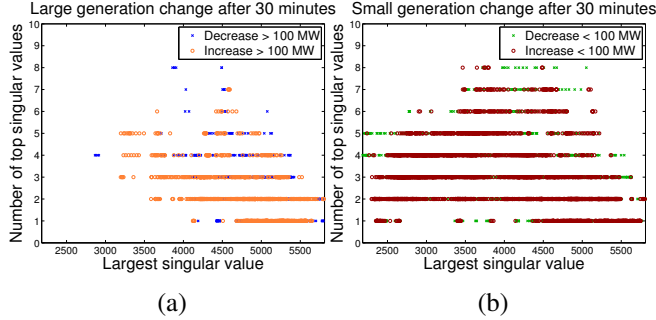 Large generation change after 30 minutes
Decrease > 100 MW
Increase > 100 MW
Number of top singular values
10
9
8
7
6
5
4
3
2
1
0
2500 3000 3500 4000 4500 5000 5500
Largest singular value
(a)
Small generation change after 30 minutes
Decrease < 100 MW
Increase < 100 MW
Number of top singular values
10
9
8
7
6
5
4
3
2
1
0
2500 3000 3500 4000 4500 5000 5500
Largest singular value
(b)